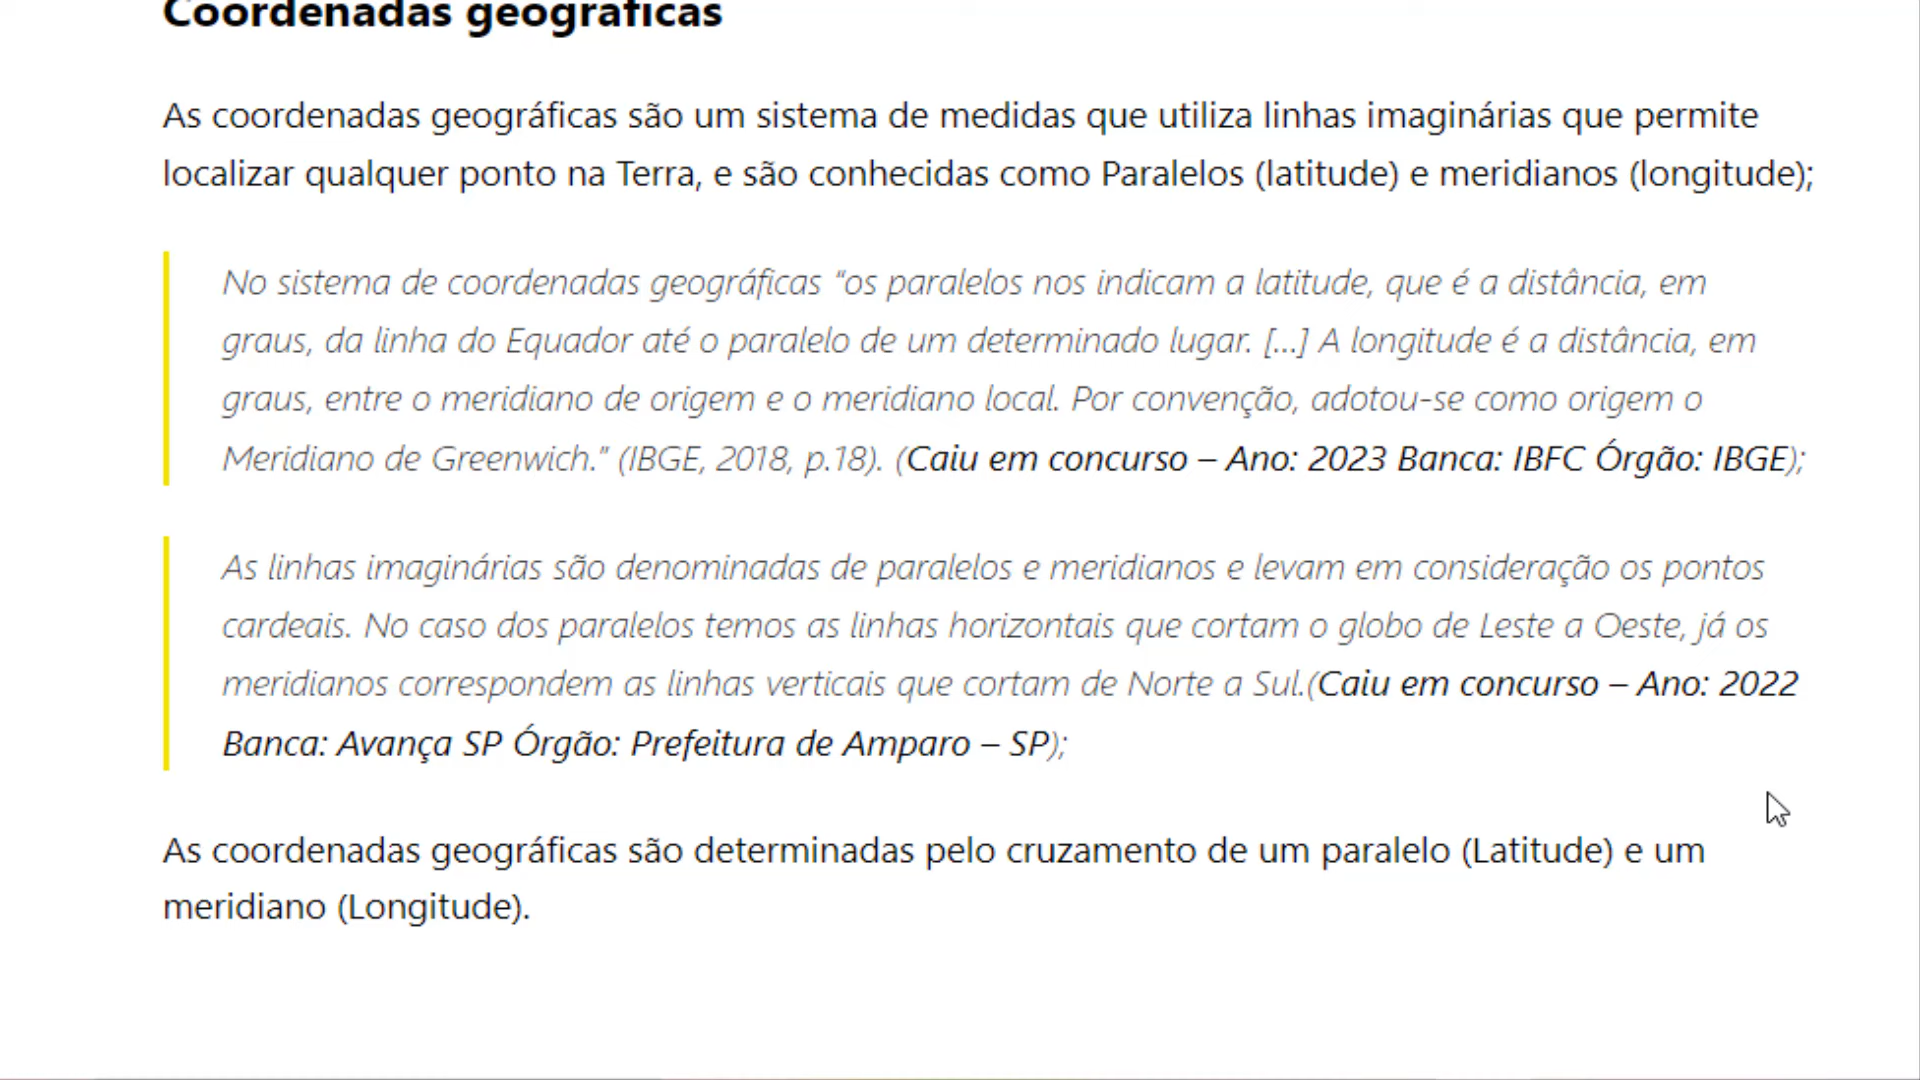 Coordenadas geográficas
As coordenadas geográficas são um sistema de medidas que utiliza linhas imaginárias que permite
localizar qualquer ponto na Terra, e são conhecidas como Paralelos (latitude) e meridianos (longitude);
No sistema de coordenadas geográficas “os paralelos nos indicam a latitude, que é a distância, em
graus, da linha do Equador até o paralelo de um determinado lugar. [...] A longitude é a distância, em
graus, entre o meridiano de origem e o meridiano local. Por convenção, adotou-se como origem o
Meridiano de Greenwich.” (IBGE, 2018, p.18). (Caiu em concurso – Ano: 2023 Banca: IBFC Órgão: IBGE);
As linhas imaginárias são denominadas de paralelos e meridianos e levam em consideração os pontos
cardeais. No caso dos paralelos temos as linhas horizontais que cortam o globo de Leste a Oeste, já os
meridianos correspondem as linhas verticais que cortam de Norte a Sul.(Caiu em concurso – Ano: 2022
Banca: Avança SP Órgão: Prefeitura de Amparo – SP);
As coordenadas geográficas são determinadas pelo cruzamento de um paralelo (Latitude) e um
meridiano (Longitude).